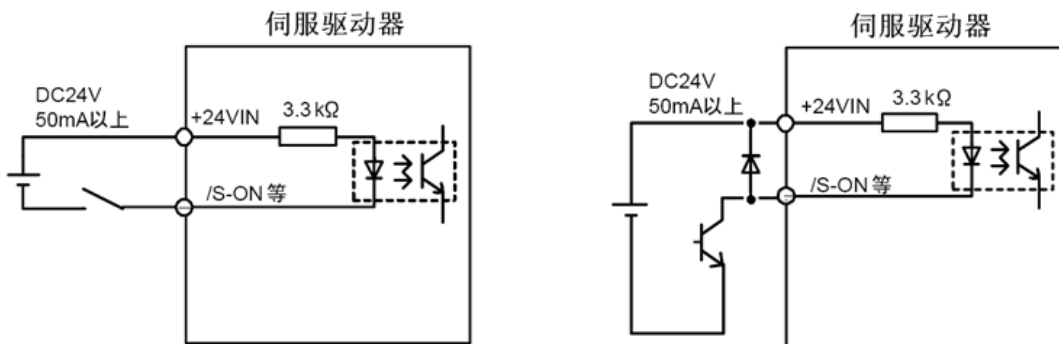 伺服驱动器
DC24V
50mA以上
+24VIN
3.3kΩ
/S-ON等
伺服驱动器
DC24V
50mA以上
+24VIN
3.3kΩ
/S-ON等